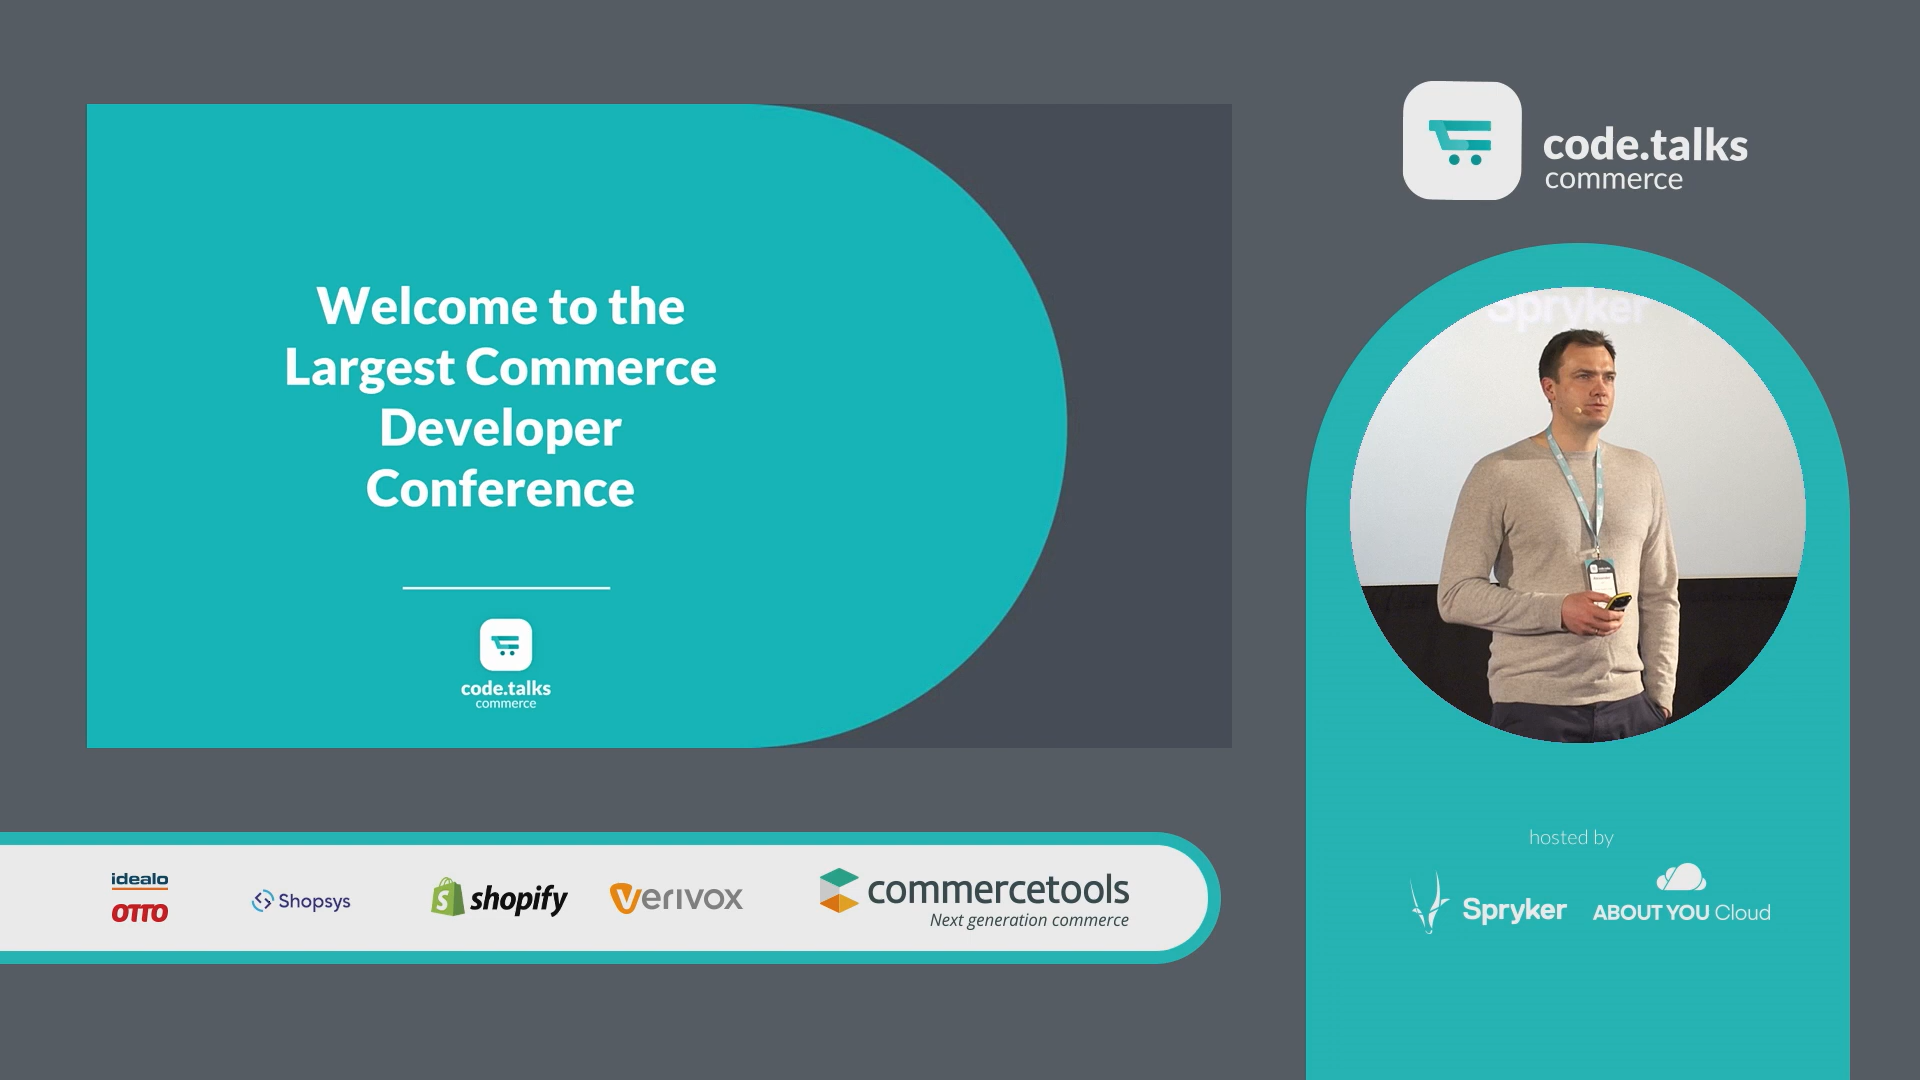 Welcome to the
Largest Commerce
Developer
Conference
code.talks
commerce
code.talks
commerce
Spryker
hosted by
Spryker
ABOUT YOU Cloud
idealo
OTTO
Shopsys
shopify
verivox
commercetools
Next generation commerce